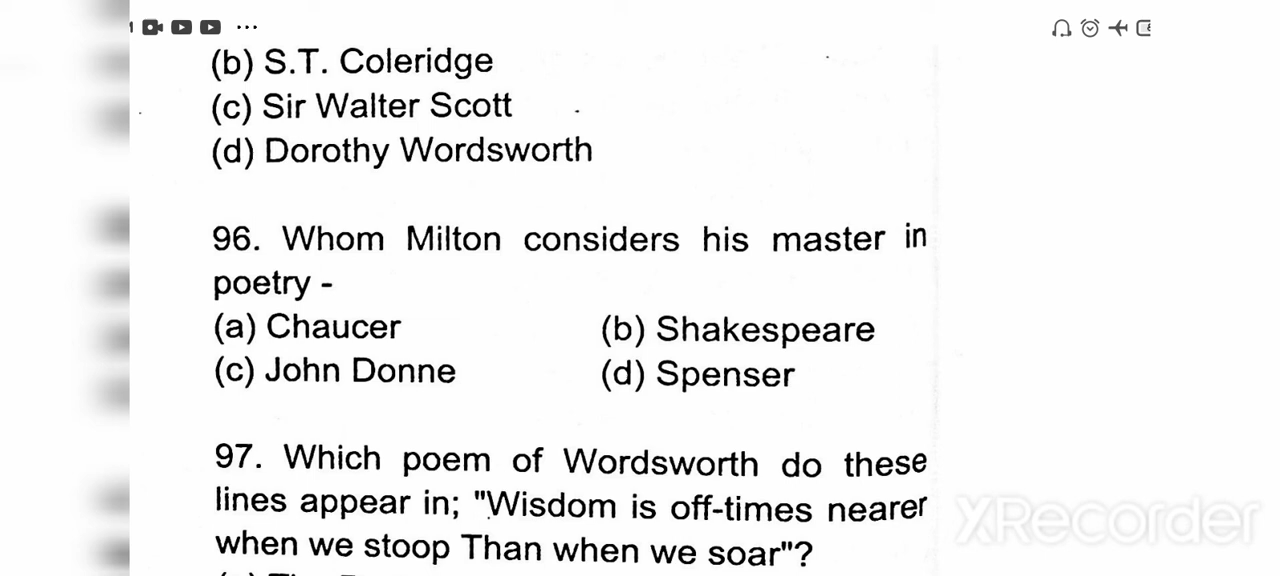 (b) S.T. Coleridge
(c) Sir Walter Scott
(d) Dorothy Wordsworth
96. Whom Milton considers his master in
poetry -
(a) Chaucer (b) Shakespeare
(c) John Donne (d) Spenser
97. Which poem of Wordsworth do these
lines appear in; "Wisdom is off-times nearer
when we stoop Than when we soar"?
XRecorder